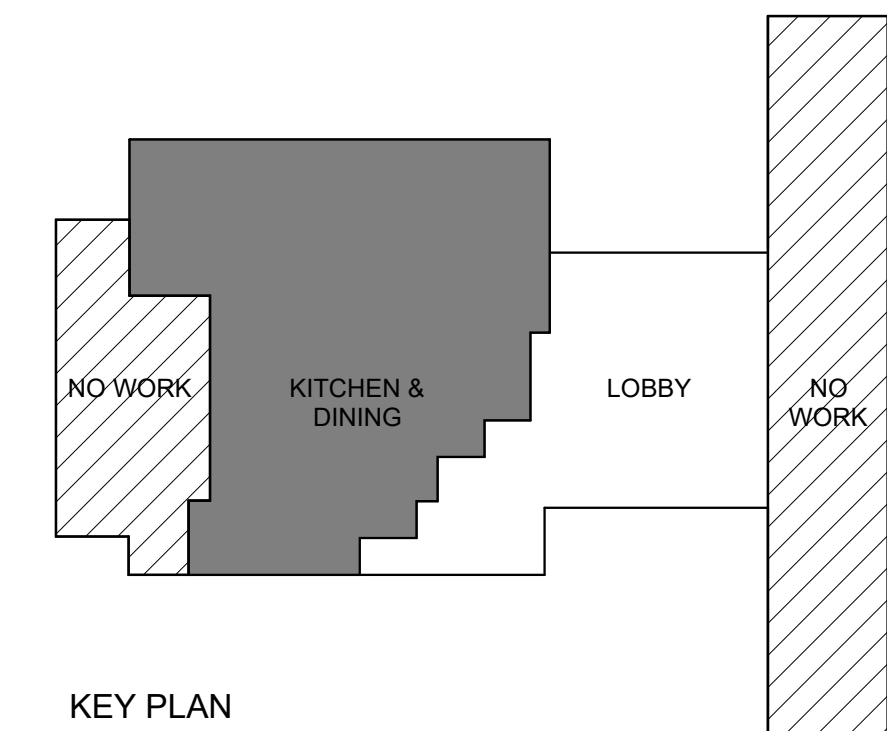 NO WORK
KITCHEN &
DINING
LOBBY
NO
WORK
KEY PLAN